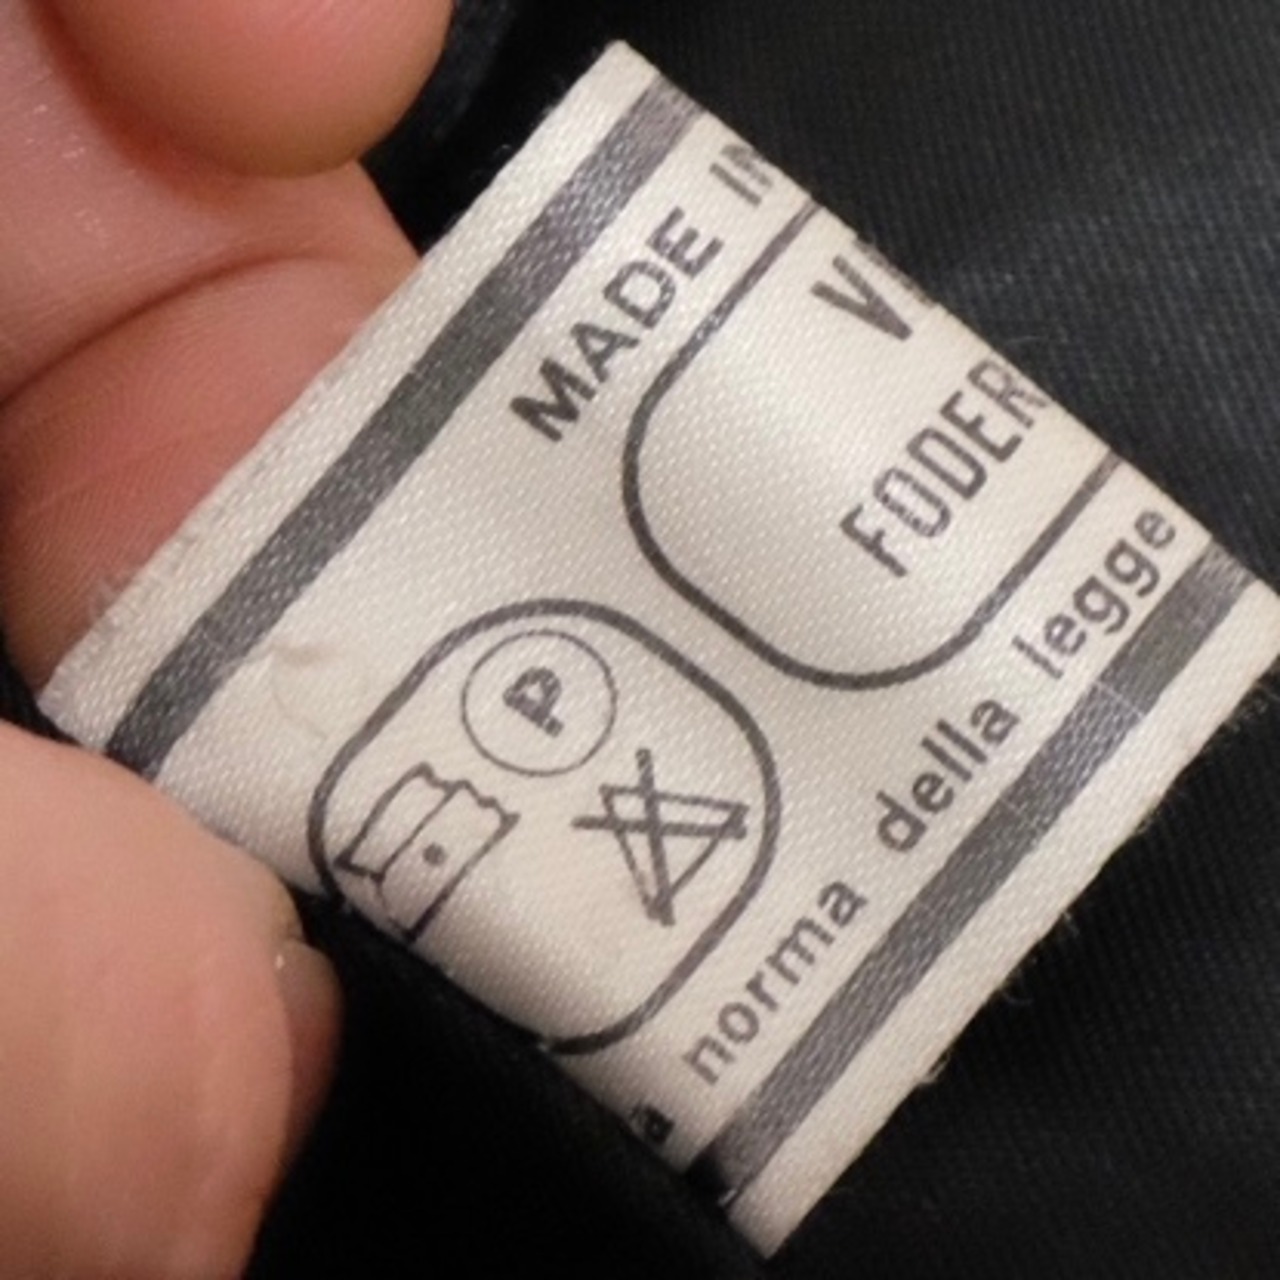 MADE IN
V
FODER
P
a norma della legge